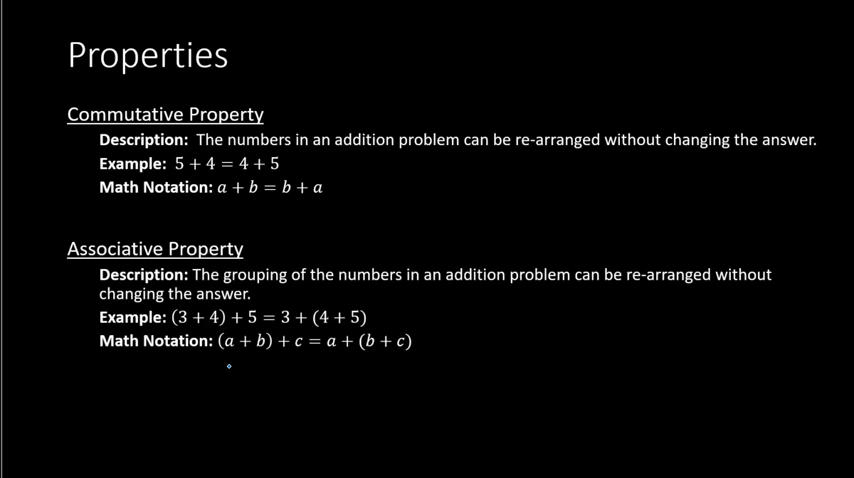 Properties
Commutative Property
Description: The numbers in an addition problem can be re-arranged without changing the answer.
Example: 5 + 4 = 4 + 5
Math Notation: 𝑎 + 𝑏 = 𝑏 + 𝑎
Associative Property
Description: The grouping of the numbers in an addition problem can be re-arranged without
changing the answer.
Example: (3 + 4) + 5 = 3 + (4 + 5)
Math Notation: (𝑎 + 𝑏) + 𝑐 = 𝑎 + (𝑏 + 𝑐)